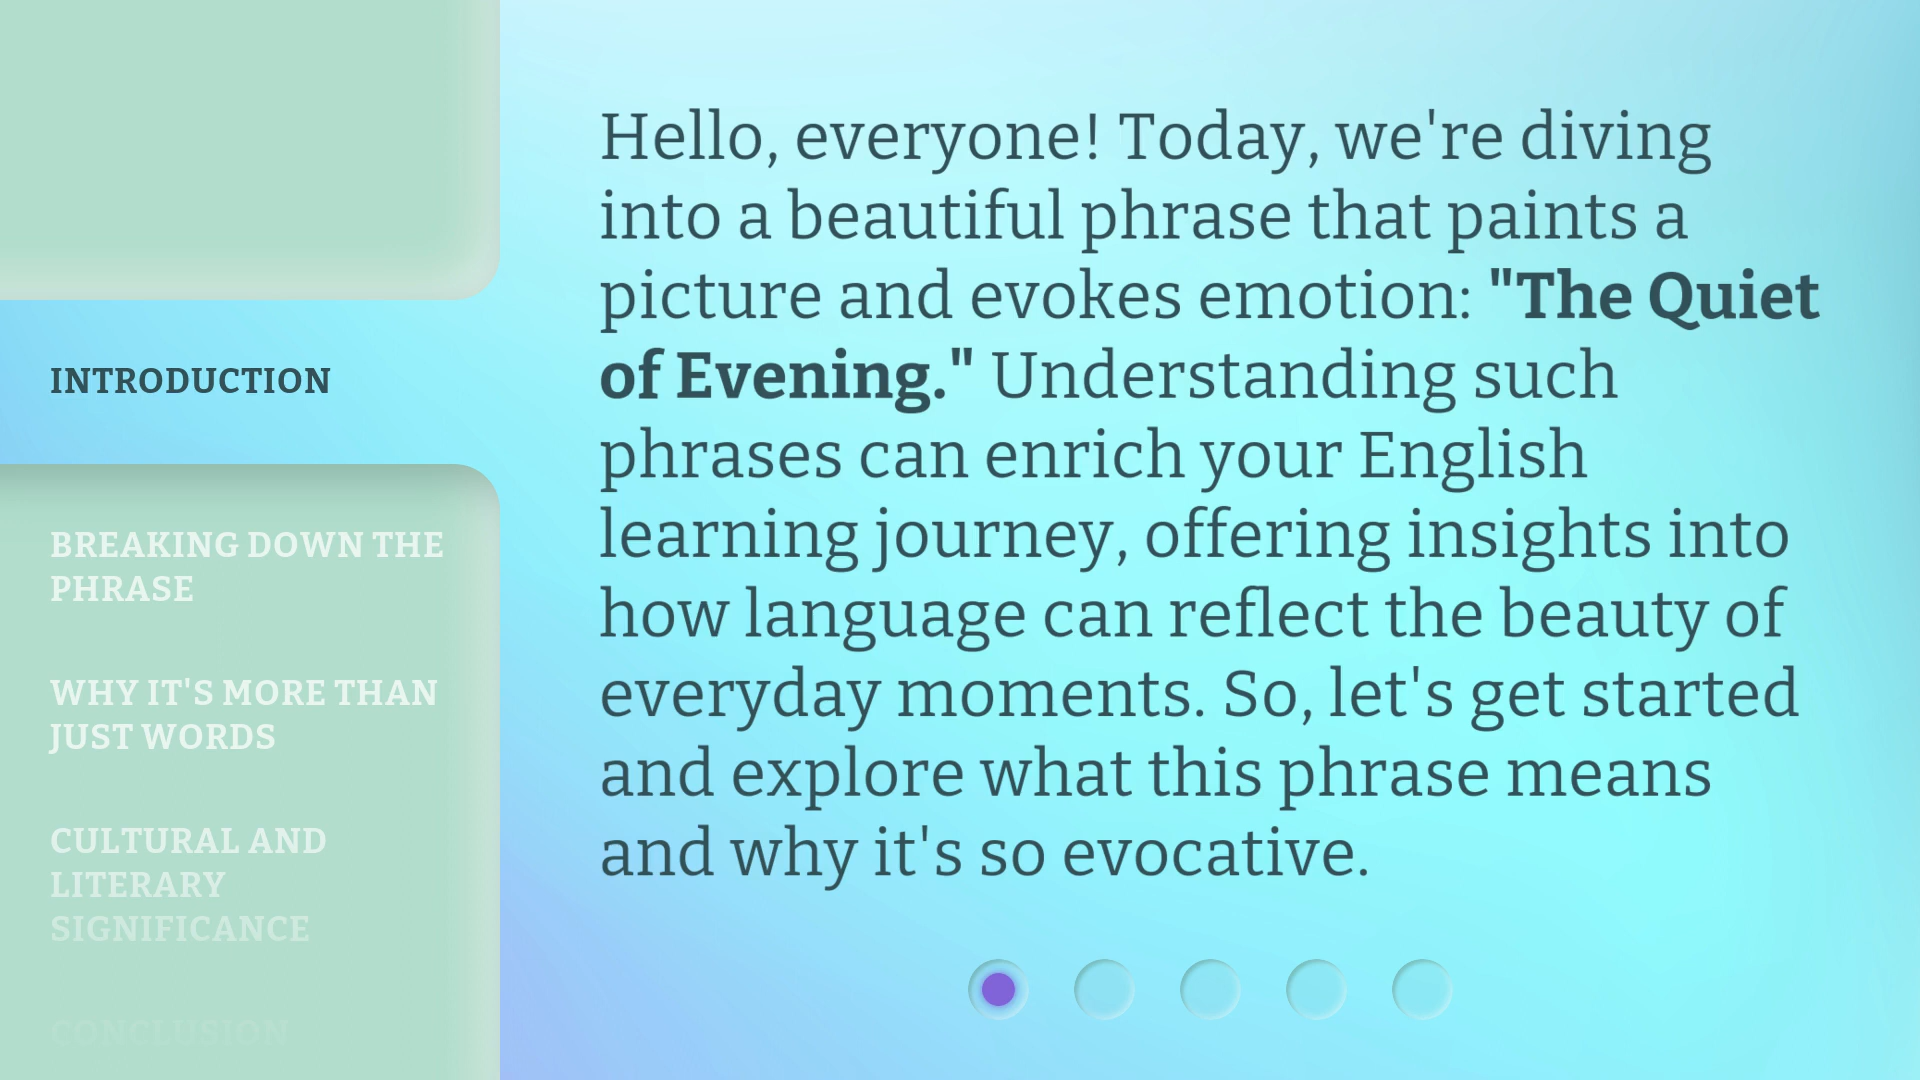 INTRODUCTION
BREAKING DOWN THE
PHRASE
WHY IT'S MORE THAN
JUST WORDS
CULTURAL AND
LITERARY
SIGNIFICANCE
CONCLUSION
Hello, everyone! Today, we're diving
into a beautiful phrase that paints a
picture and evokes emotion: "The Quiet
of Evening." Understanding such
phrases can enrich your English
learning journey, offering insights into
how language can reflect the beauty of
everyday moments. So, let's get started
and explore what this phrase means
and why it's so evocative.